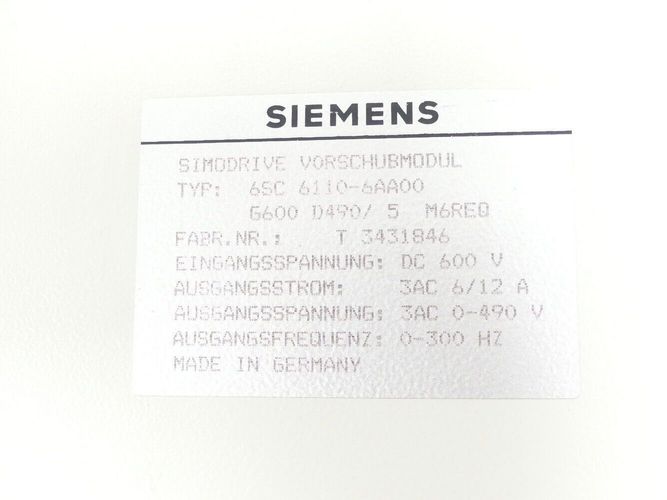 SIEMENS
SIMODRIVE VORSCHUBMODUL
TYP: 6SC 6110-6AA00
G600 D490/ 5 M6REQ
FABR.NR.: T 3431846
EINGANGSSPANNUNG: DC 600 V
AUSGANGSSTROM: 3AC 6/12 A
AUSGANGSSPANNUNG: 3AC 0-490 V
AUSGANGSFREQUENZ: 0-300 HZ
MADE IN GERMANY